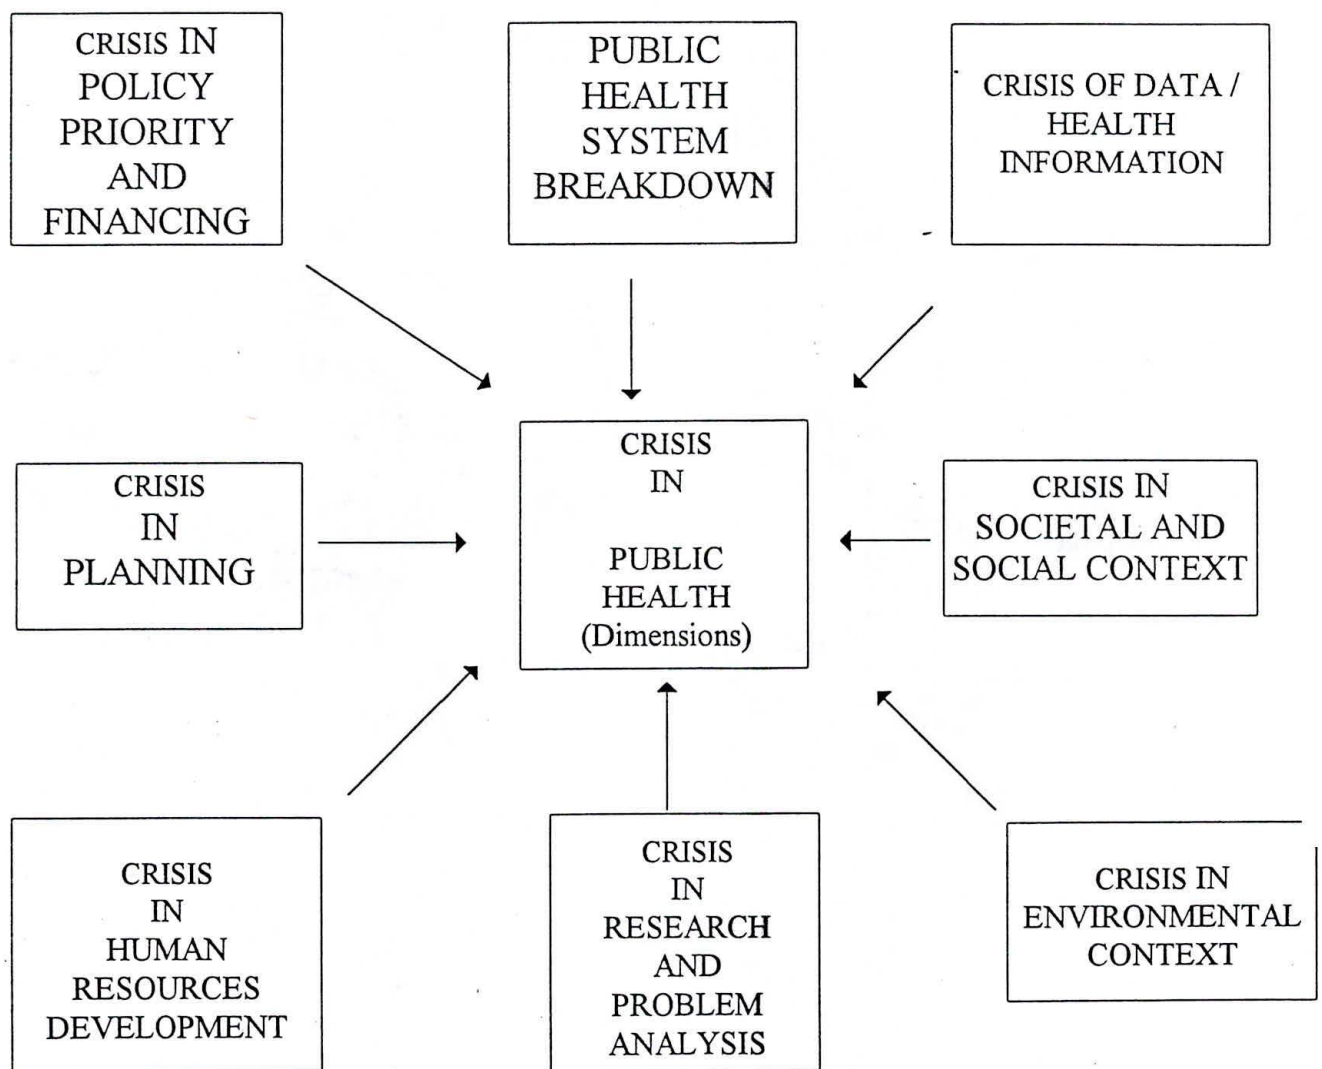 CRISIS IN
POLICY
PRIORITY
AND
FINANCING
PUBLIC
HEALTH
SYSTEM
BREAKDOWN
CRISIS OF DATA /
HEALTH
INFORMATION
CRISIS
IN
PLANNING
CRISIS
IN
PUBLIC
HEALTH
(Dimensions)
CRISIS IN
SOCIETAL AND
SOCIAL CONTEXT
CRISIS
IN
HUMAN
RESOURCES
DEVELOPMENT
CRISIS
IN
RESEARCH
AND
PROBLEM
ANALYSIS
CRISIS IN
ENVIRONMENTAL
CONTEXT